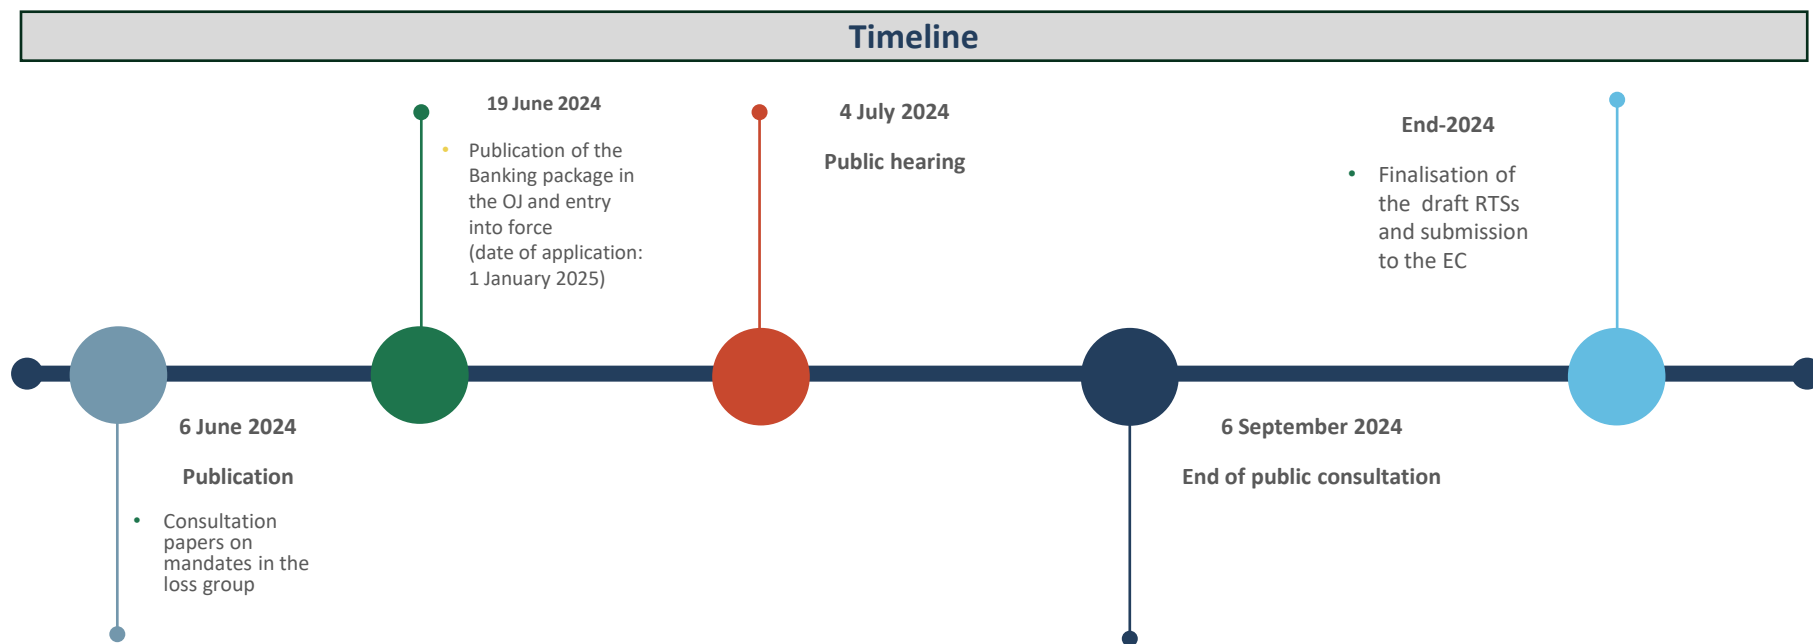 Timeline
6 June 2024
Publication
• Consultation
papers on
mandates in the
loss group
19 June 2024
• Publication of the
Banking package in
the OJ and entry
into force
(date of application:
1 January 2025)
4 July 2024
Public hearing
6 September 2024
End of public consultation
End-2024
• Finalisation of
the draft RTSs
and submission
to the EC